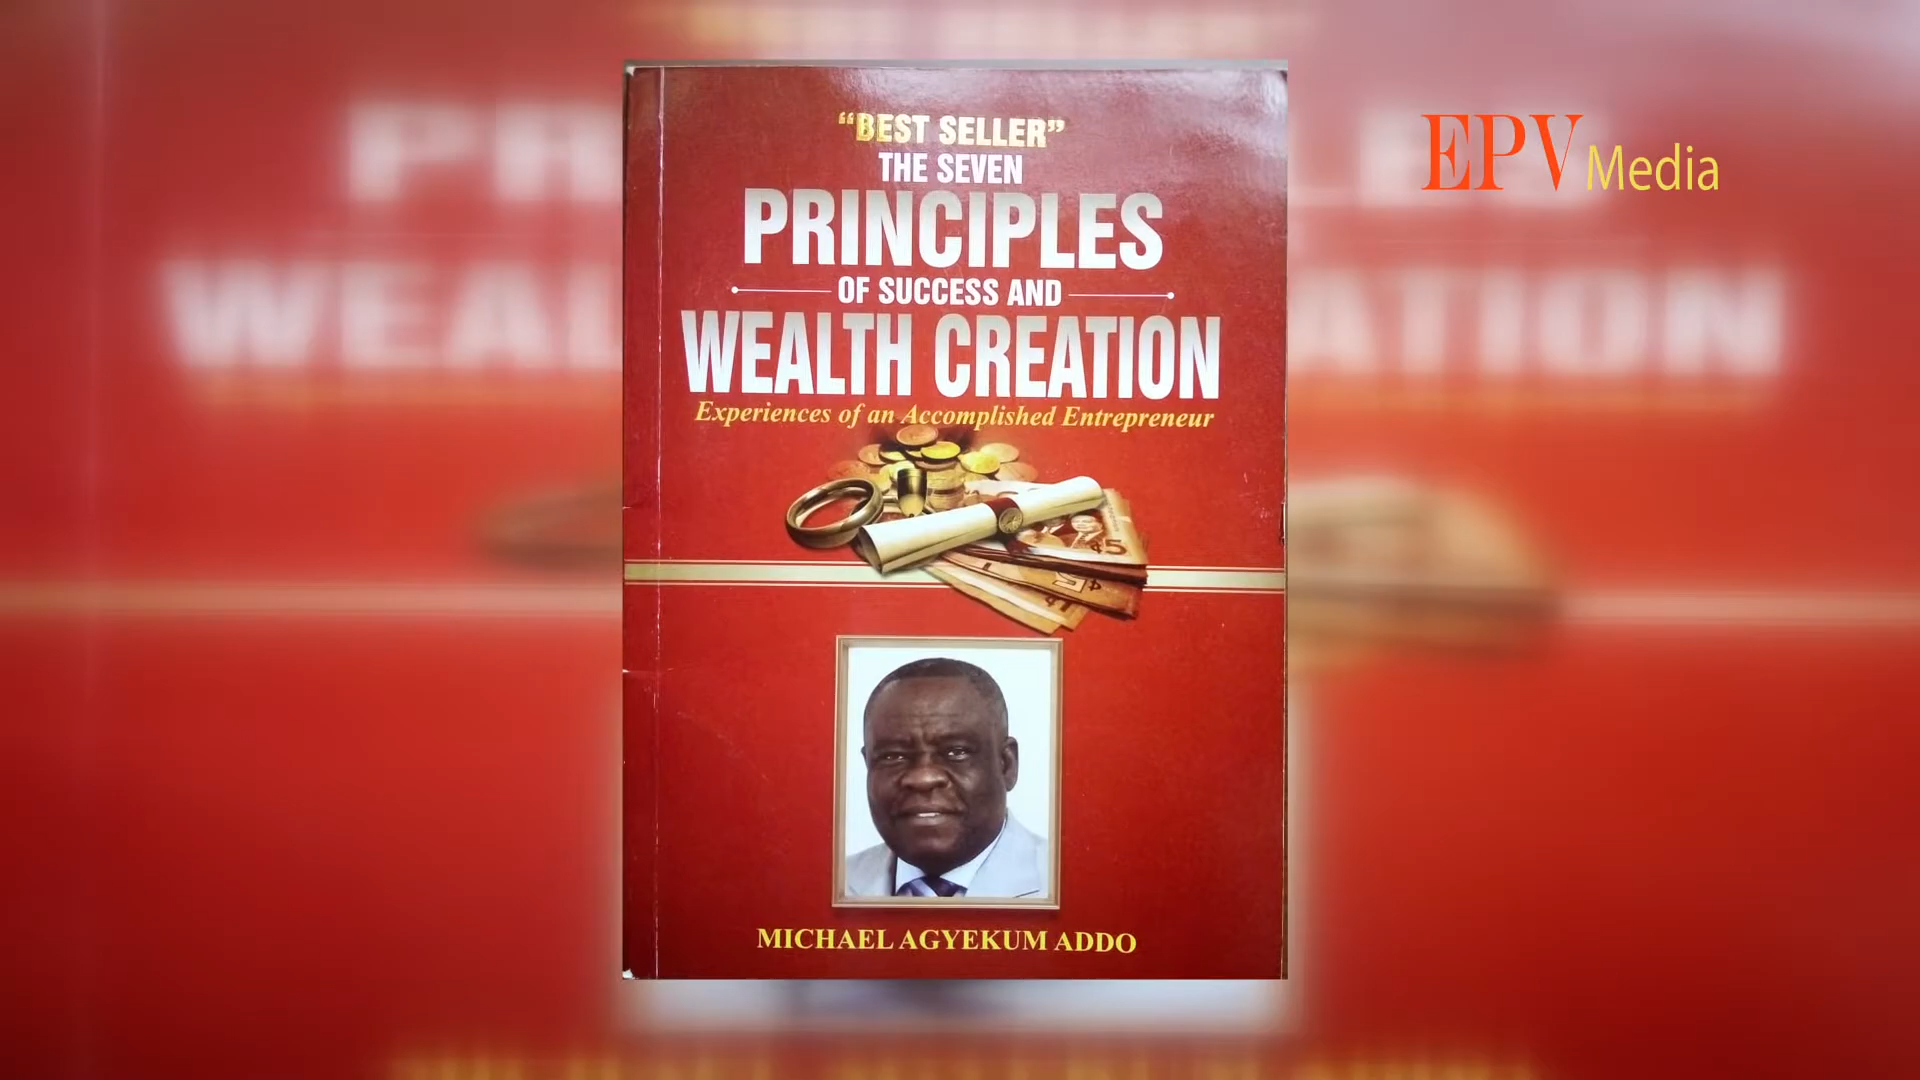 “BEST SELLER”
THE SEVEN
PRINCIPLES
OF SUCCESS AND
WEALTH CREATION
Experiences of an Accomplished Entrepreneur
₵5
MICHAEL AGYEKUM ADDO
EPV Media